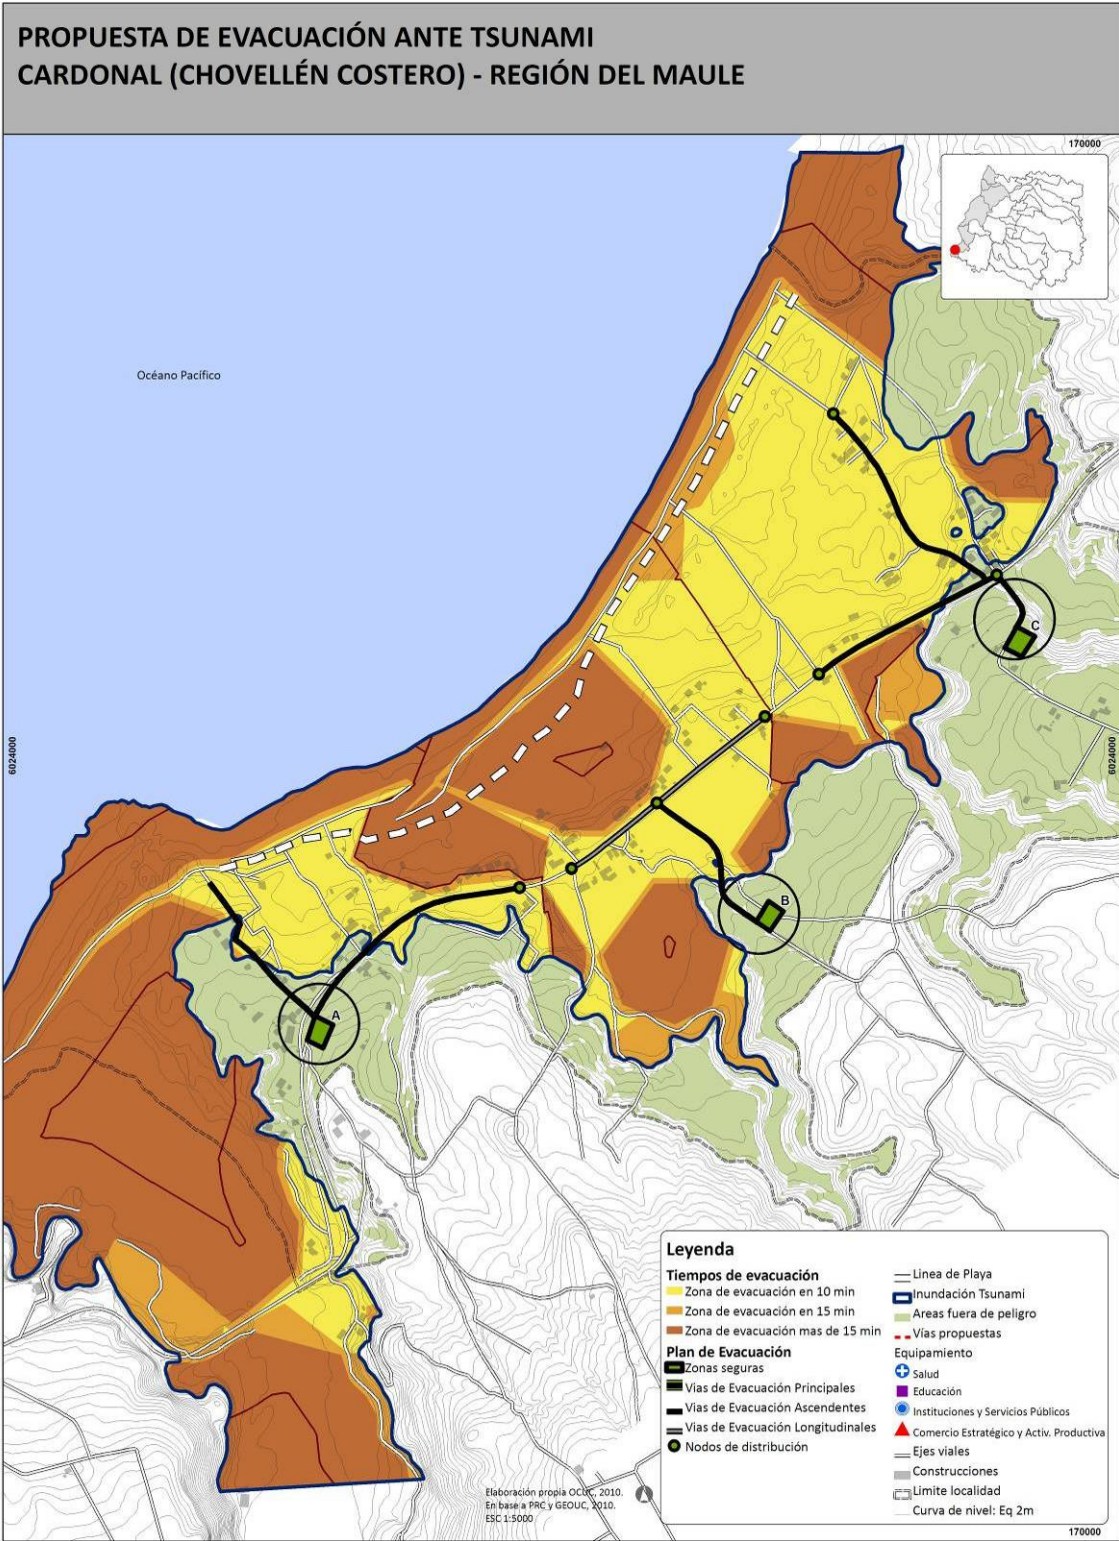 PROPUESTA DE EVACUACIÓN ANTE TSUNAMI
CARDONAL (CHOVELLÉN COSTERO) - REGIÓN DEL MAULE
170000
Océano Pacífico
C
6024000
6024000
B
A
Leyenda
Tiempos de evacuación
Zona de evacuación en 10 min
Zona de evacuación en 15 min
Zona de evacuación mas de 15 min
Plan de Evacuación
Zonas seguras
Vias de Evacuación Principales
Vias de Evacuación Ascendentes
Vias de Evacuación Longitudinales
Nodos de distribución
Linea de Playa
Inundación Tsunami
Areas fuera de peligro
Vías propuestas
Equipamiento
Salud
Educación
Instituciones y Servicios Públicos
Comercio Estratégico y Activ. Productiva
Ejes viales
Construcciones
Limite localidad
Curva de nivel: Eq 2m
Elaboración propia OCUC, 2010.
En base a PRC y GEOUC, 2010.
ESC 1:5000
170000